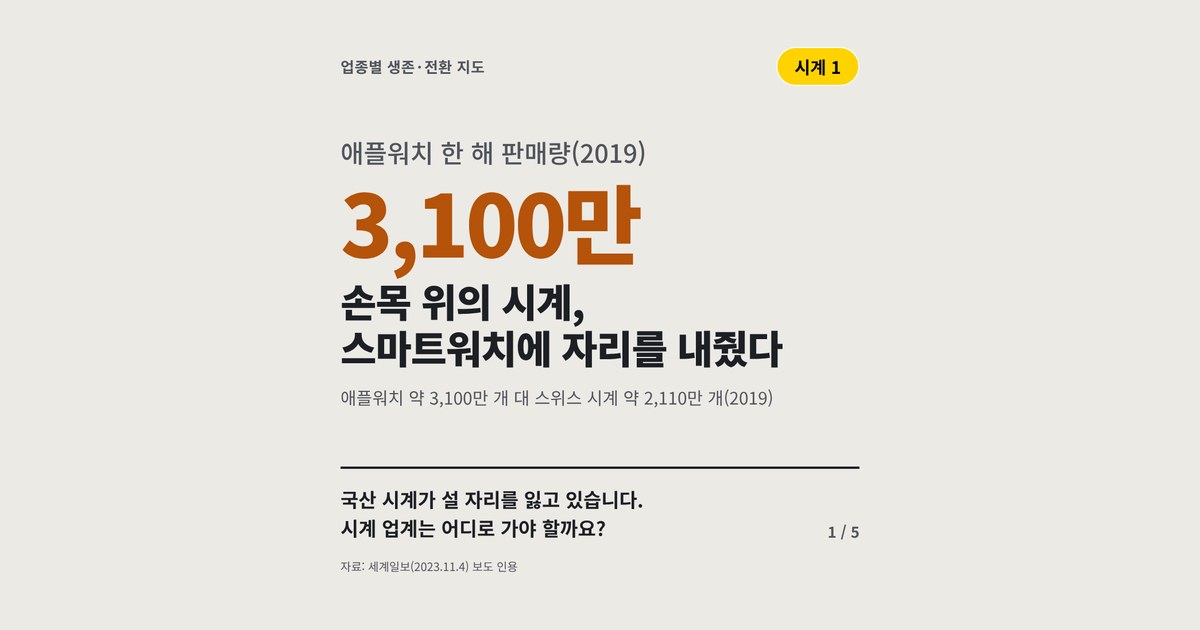 업종별 생존·전환 지도
시계 1
애플워치 한 해 판매량(2019)
3,100만
손목 위의 시계,
스마트워치에 자리를 내줬다
애플워치 약 3,100만 개 대 스위스 시계 약 2,110만 개(2019)
국산 시계가 설 자리를 잃고 있습니다.
시계 업계는 어디로 가야 할까요?
1 / 5
자료: 세계일보(2023.11.4) 보도 인용